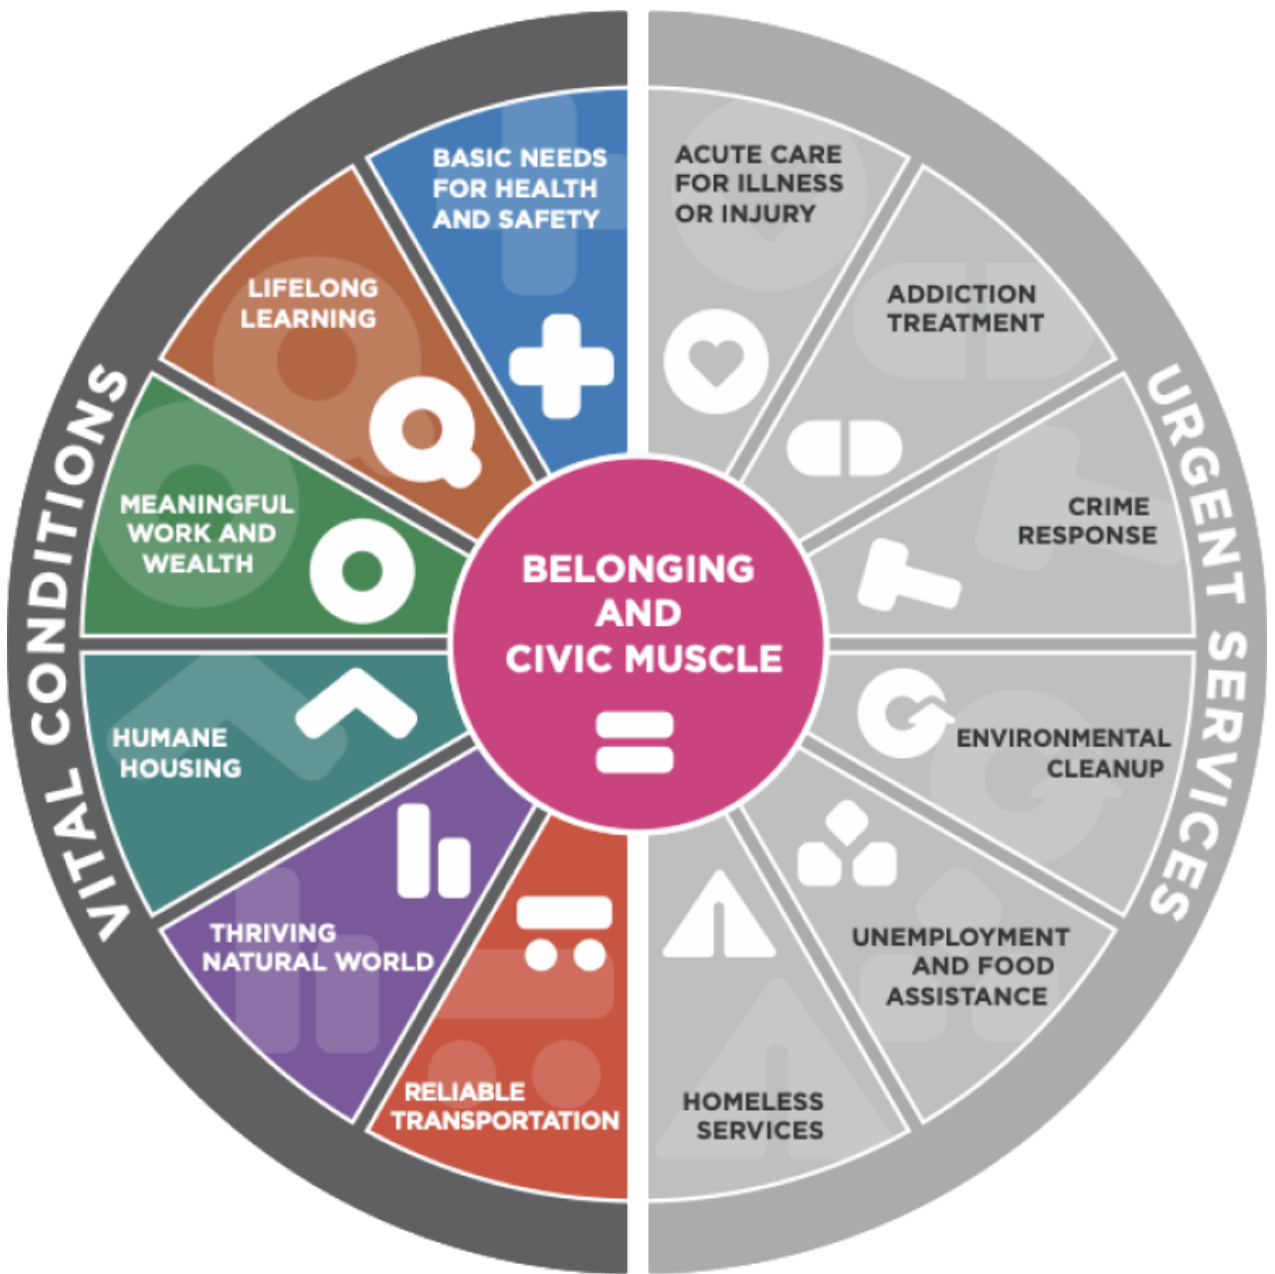 VITAL CONDITIONS
BASIC NEEDS
FOR HEALTH
AND SAFETY
LIFELONG
LEARNING
MEANINGFUL
WORK AND
WEALTH
HUMANE
HOUSING
THRIVING
NATURAL WORLD
RELIABLE
TRANSPORTATION
BELONGING
AND
CIVIC MUSCLE
URGENT SERVICES
ACUTE CARE
FOR ILLNESS
OR INJURY
ADDICTION
TREATMENT
CRIME
RESPONSE
ENVIRONMENTAL
CLEANUP
UNEMPLOYMENT
AND FOOD
ASSISTANCE
HOMELESS
SERVICES